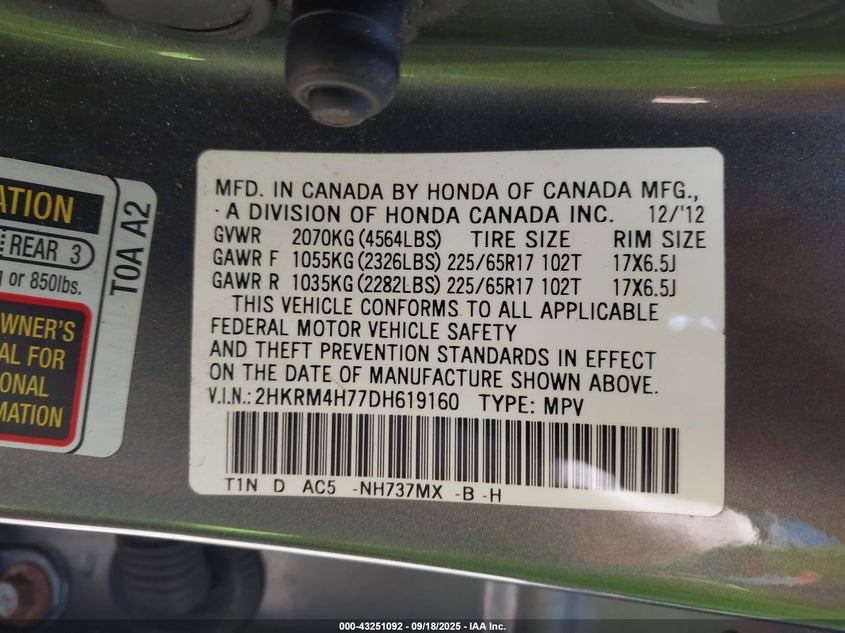 MFD. IN CANADA BY HONDA OF CANADA MFG.,
A DIVISION OF HONDA CANADA INC. 12/'12
GVWR 2070KG (4564LBS) TIRE SIZE RIM SIZE
GAWR F 1055KG (2326LBS) 225/65R17 102T 17X6.5J
GAWR R 1035KG (2282LBS) 225/65R17 102T 17X6.5J
THIS VEHICLE CONFORMS TO ALL APPLICABLE
FEDERAL MOTOR VEHICLE SAFETY
AND THEFT PREVENTION STANDARDS IN EFFECT
ON THE DATE OF MANUFACTURE SHOWN ABOVE.
V.I.N.: 2HKRM4H77DH619160 TYPE: MPV
T1N D AC5 -NH737MX -B -H
ATION
REAR 3
or 850lbs.
WNER'S
AL FOR
ONAL
MATION
T0A A2
000-43251092 - 09/18/2025 - IAA Inc.